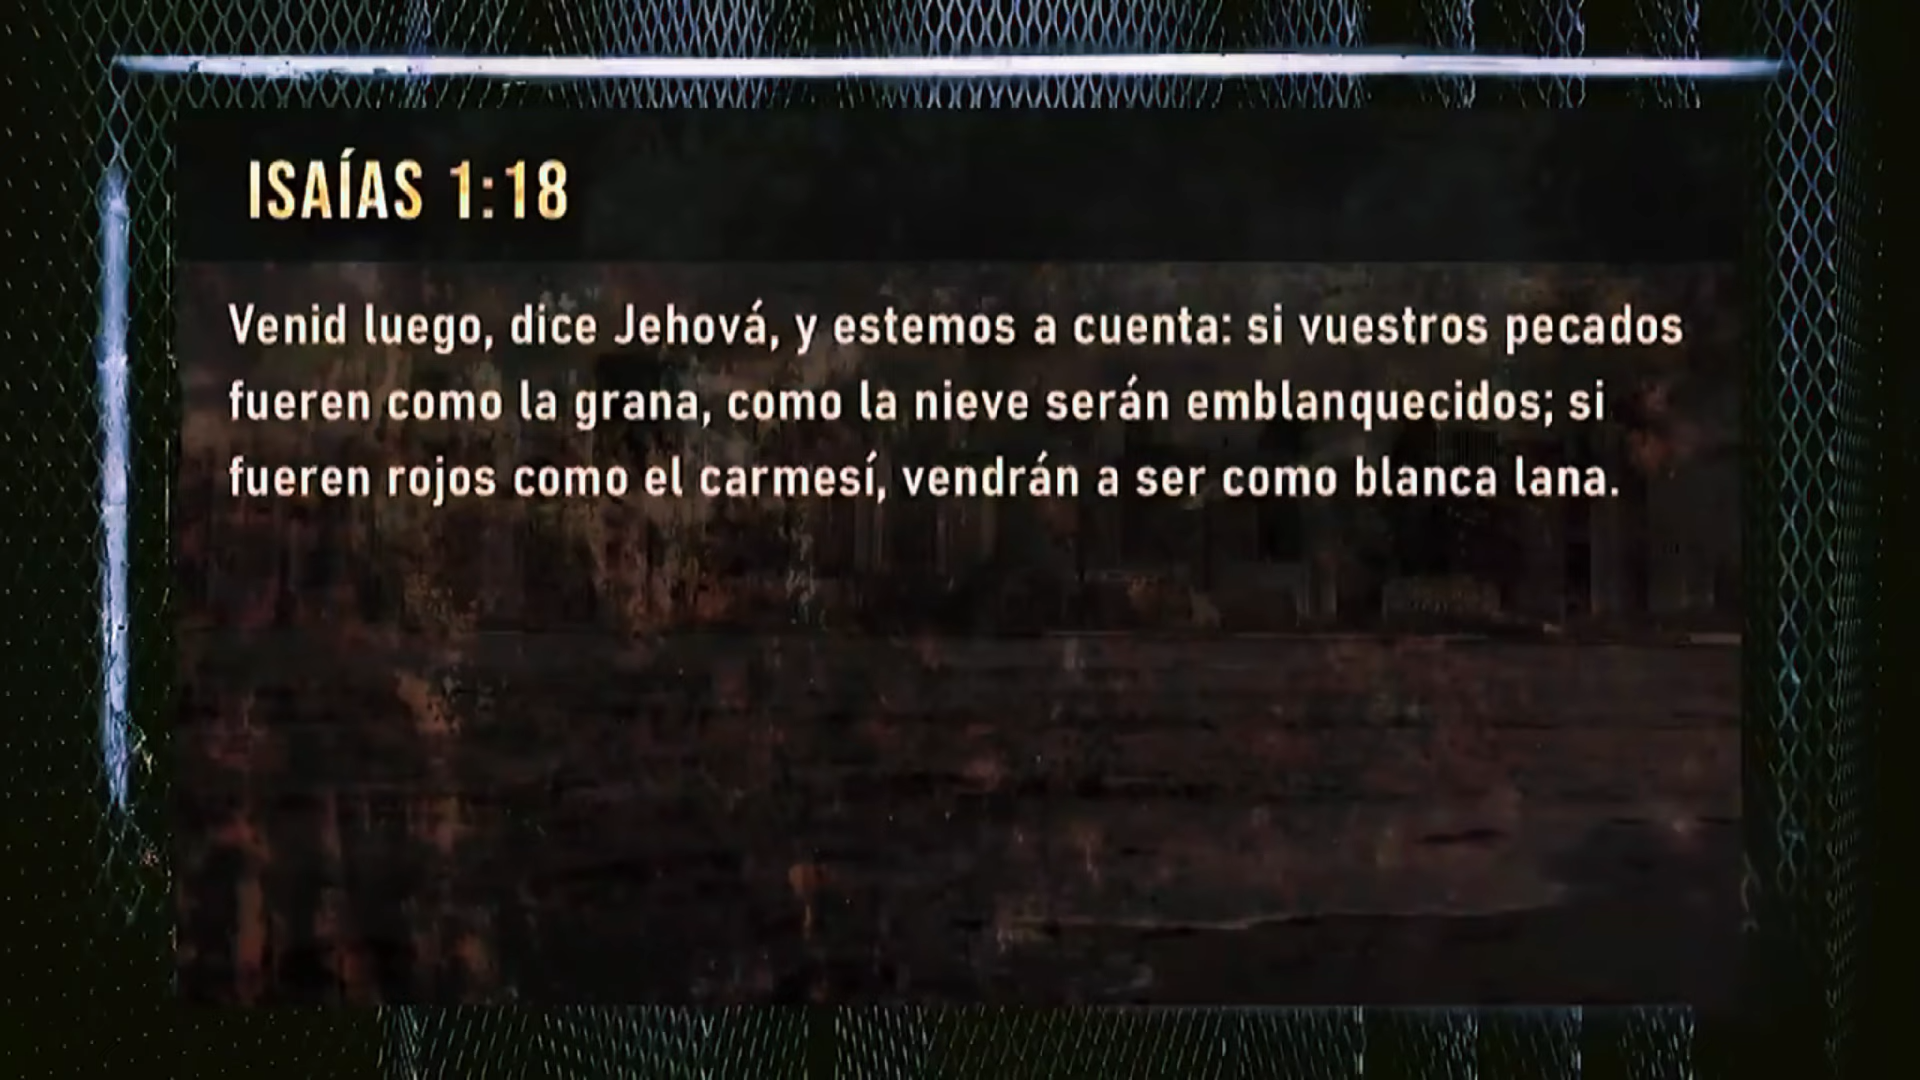 ISAÍAS 1:18
Venid luego, dice Jehová, y estemos a cuenta: si vuestros pecados
fueren como la grana, como la nieve serán emblanquecidos; si
fueren rojos como el carmesí, vendrán a ser como blanca lana.